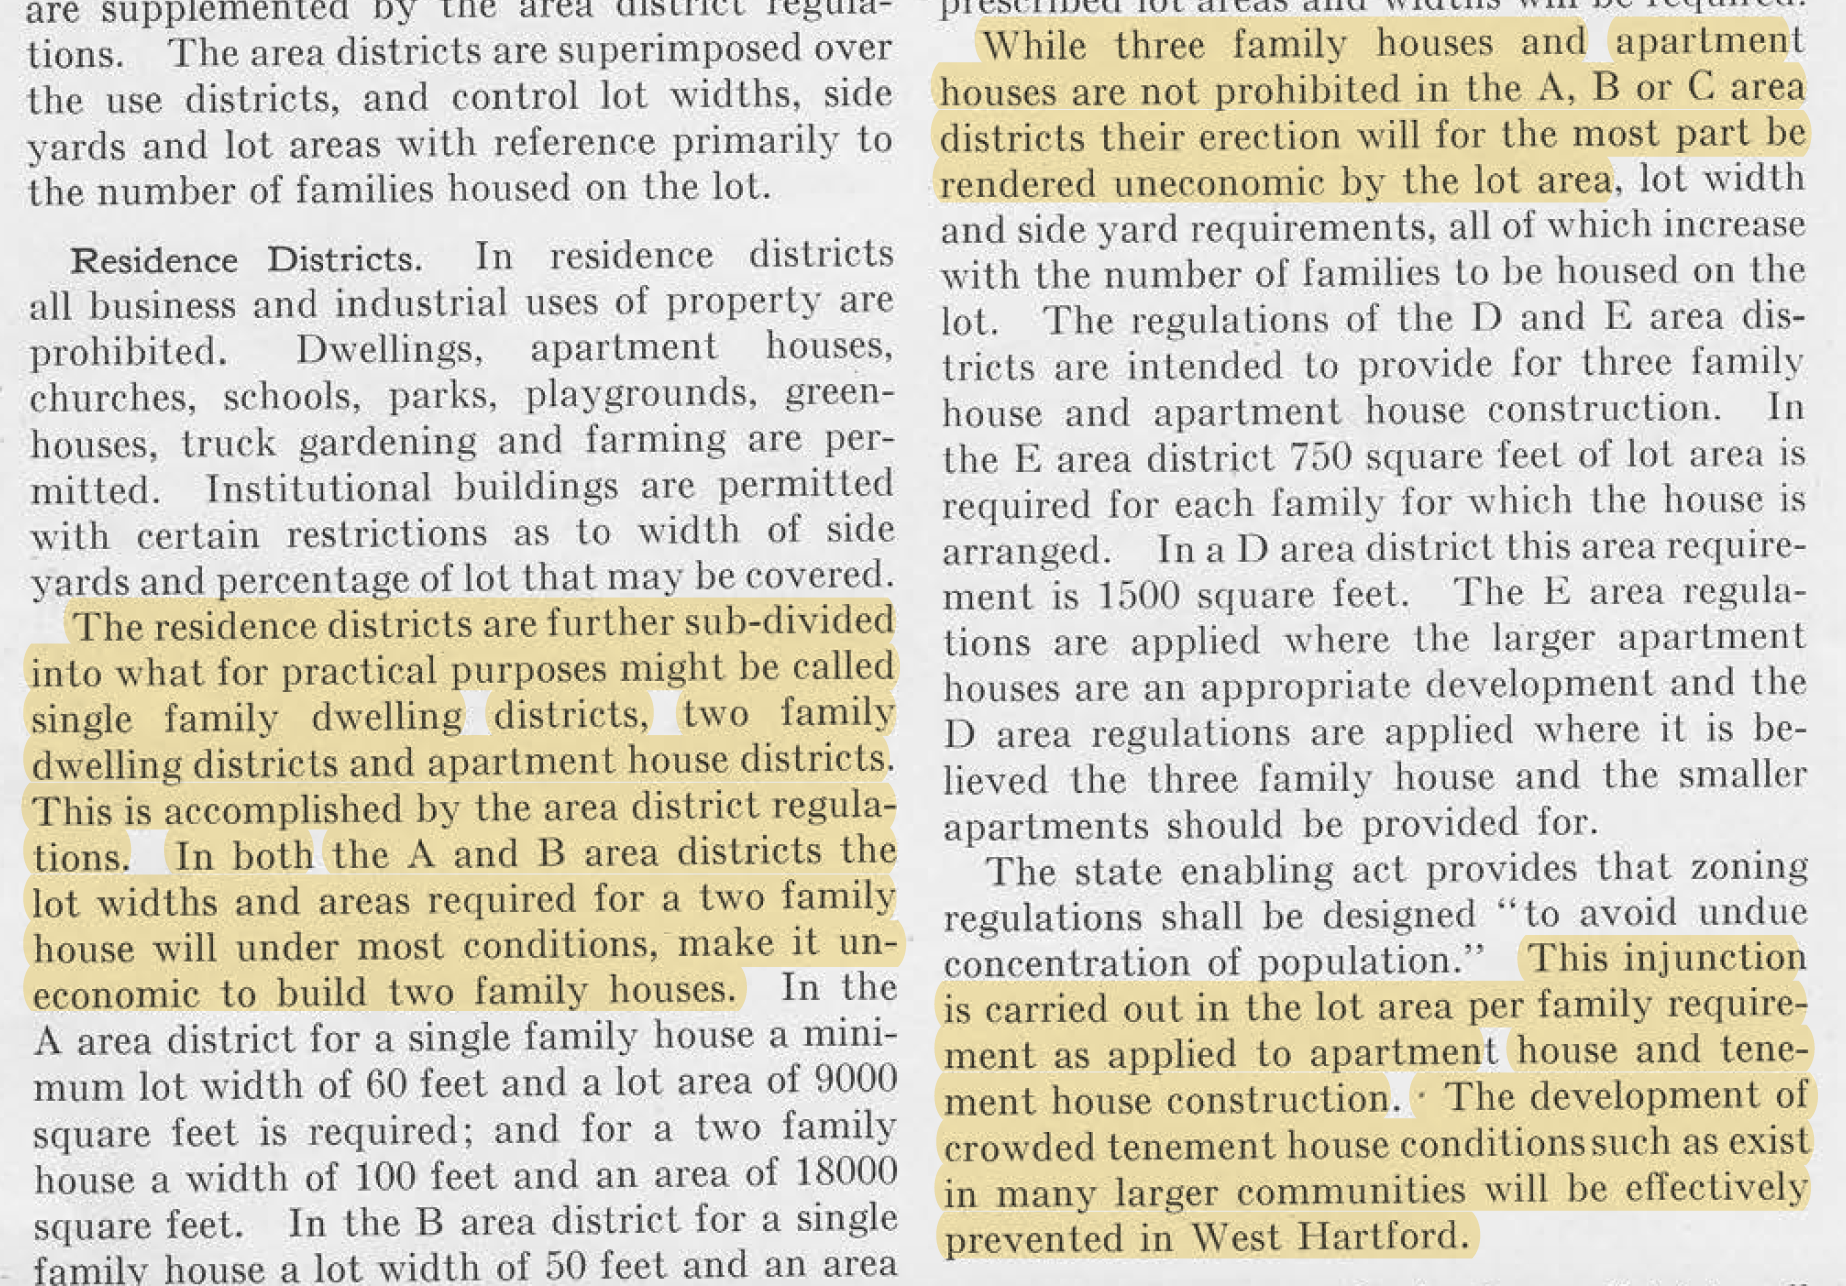 are supplemented by the area district regula-
tions. The area districts are superimposed over
the use districts, and control lot widths, side
yards and lot areas with reference primarily to
the number of families housed on the lot.
Residence Districts. In residence districts
all business and industrial uses of property are
prohibited. Dwellings, apartment houses,
churches, schools, parks, playgrounds, green-
houses, truck gardening and farming are per-
mitted. Institutional buildings are permitted
with certain restrictions as to width of side
yards and percentage of lot that may be covered.
The residence districts are further sub-divided
into what for practical purposes might be called
single family dwelling districts, two family
dwelling districts and apartment house districts.
This is accomplished by the area district regula-
tions. In both the A and B area districts the
lot widths and areas required for a two family
house will under most conditions, make it un-
economic to build two family houses. In the
A area district for a single family house a mini-
mum lot width of 60 feet and a lot area of 9000
square feet is required; and for a two family
house a width of 100 feet and an area of 18000
square feet. In the B area district for a single
family house a lot width of 50 feet and an area
prescribed lot areas and widths will be required.
While three family houses and apartment
houses are not prohibited in the A, B or C area
districts their erection will for the most part be
rendered uneconomic by the lot area, lot width
and side yard requirements, all of which increase
with the number of families to be housed on the
lot. The regulations of the D and E area dis-
tricts are intended to provide for three family
house and apartment house construction. In
the E area district 750 square feet of lot area is
required for each family for which the house is
arranged. In a D area district this area require-
ment is 1500 square feet. The E area regula-
tions are applied where the larger apartment
houses are an appropriate development and the
D area regulations are applied where it is be-
lieved the three family house and the smaller
apartments should be provided for.
The state enabling act provides that zoning
regulations shall be designed “to avoid undue
concentration of population.” This injunction
is carried out in the lot area per family require-
ment as applied to apartment house and tene-
ment house construction. The development of
crowded tenement house conditions such as exist
in many larger communities will be effectively
prevented in West Hartford.